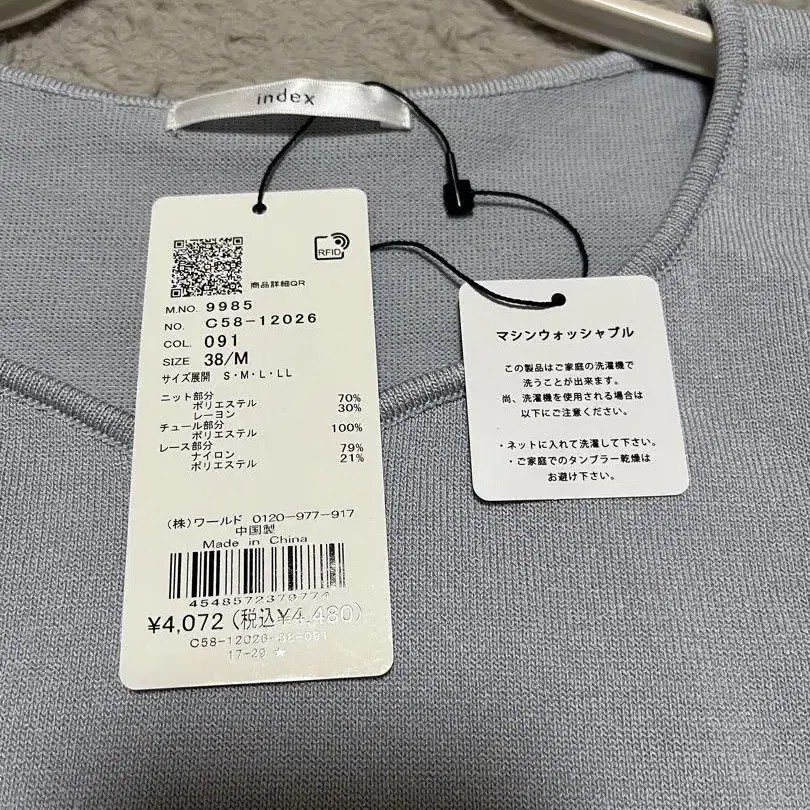 index
RFID
商品詳細QR
M.NO. 9985
NO. C58-12026
COL. 091
SIZE 38/M
サイズ展開 S・M・L・LL
ニット部分
ポリエステル 70%
レーヨン 30%
チュール部分
ポリエステル 100%
レース部分
ナイロン 79%
ポリエステル 21%
(株)ワールド 0120-977-917
中国製
Made in China
4548572379774
¥4,072 (税込¥4,480)
C58-12026-38-091
17-29 ★
マシンウォッシャブル
この製品はご家庭の洗濯機で
洗うことが出来ます。
尚、洗濯機を使用される場合は
以下にご注意ください。
・ネットに入れて洗濯して下さい。
・ご家庭でのタンブラー乾燥は
お避け下さい。